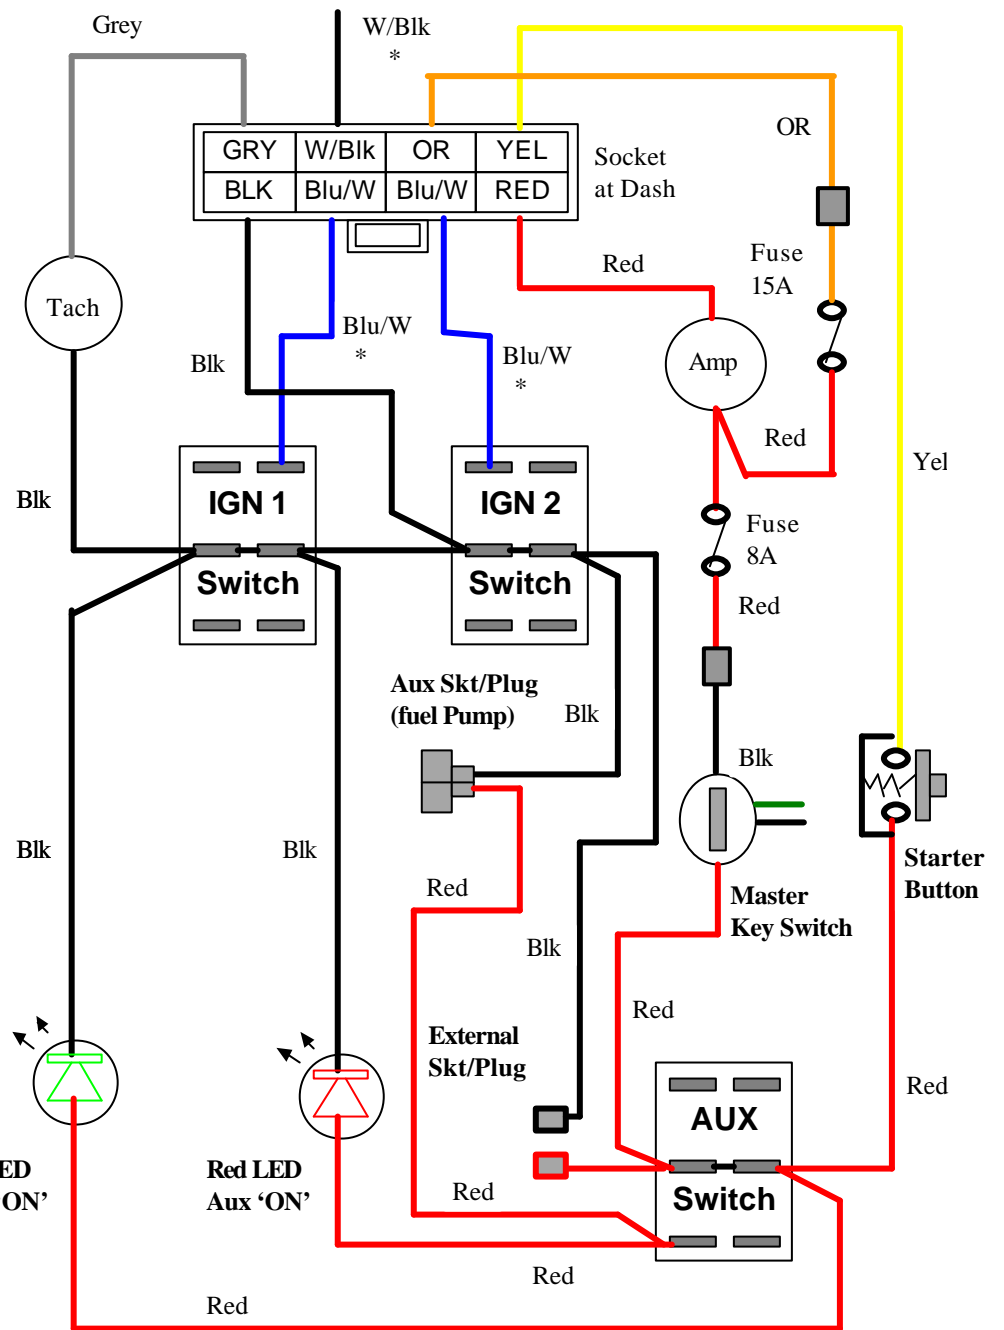 Grey
W/Blk
*
OR
GRY W/Blk OR YEL
BLK Blu/W Blu/W RED
Socket
at Dash
Red
Fuse
15A
Tach
Blu/W
*
Blk
Blu/W
*
Amp
Red
Yel
Blk
IGN 1
Switch
IGN 2
Switch
Fuse
8A
Red
Aux Skt/Plug
(fuel Pump)
Blk
Blk
Blk
Blk
Starter
Button
Red
Master
Key Switch
Blk
Red
External
Skt/Plug
Red
AUX
Switch
ED
‘ON’
Red LED
Aux ‘ON’
Red
Red
Red